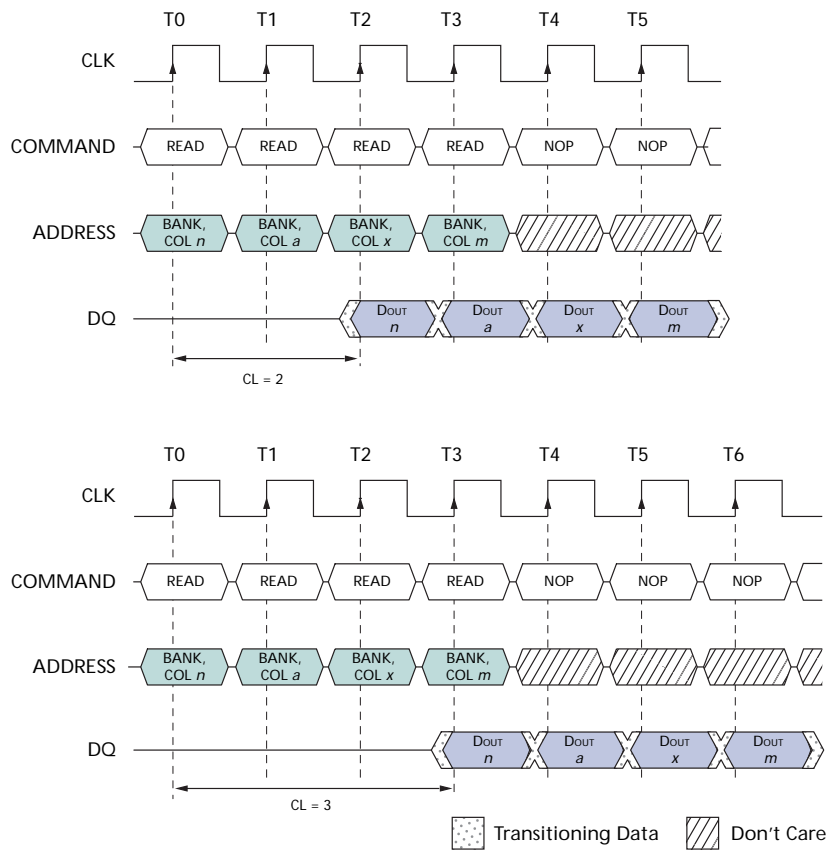 T0 T1 T2 T3 T4 T5
CLK
COMMAND READ READ READ READ NOP NOP
ADDRESS BANK, COL n BANK, COL a BANK, COL x BANK, COL m
DQ DOUT n DOUT a DOUT x DOUT m
CL = 2
T0 T1 T2 T3 T4 T5 T6
CLK
COMMAND READ READ READ READ NOP NOP NOP
ADDRESS BANK, COL n BANK, COL a BANK, COL x BANK, COL m
DQ DOUT n DOUT a DOUT x DOUT m
CL = 3
Transitioning Data Don't Care